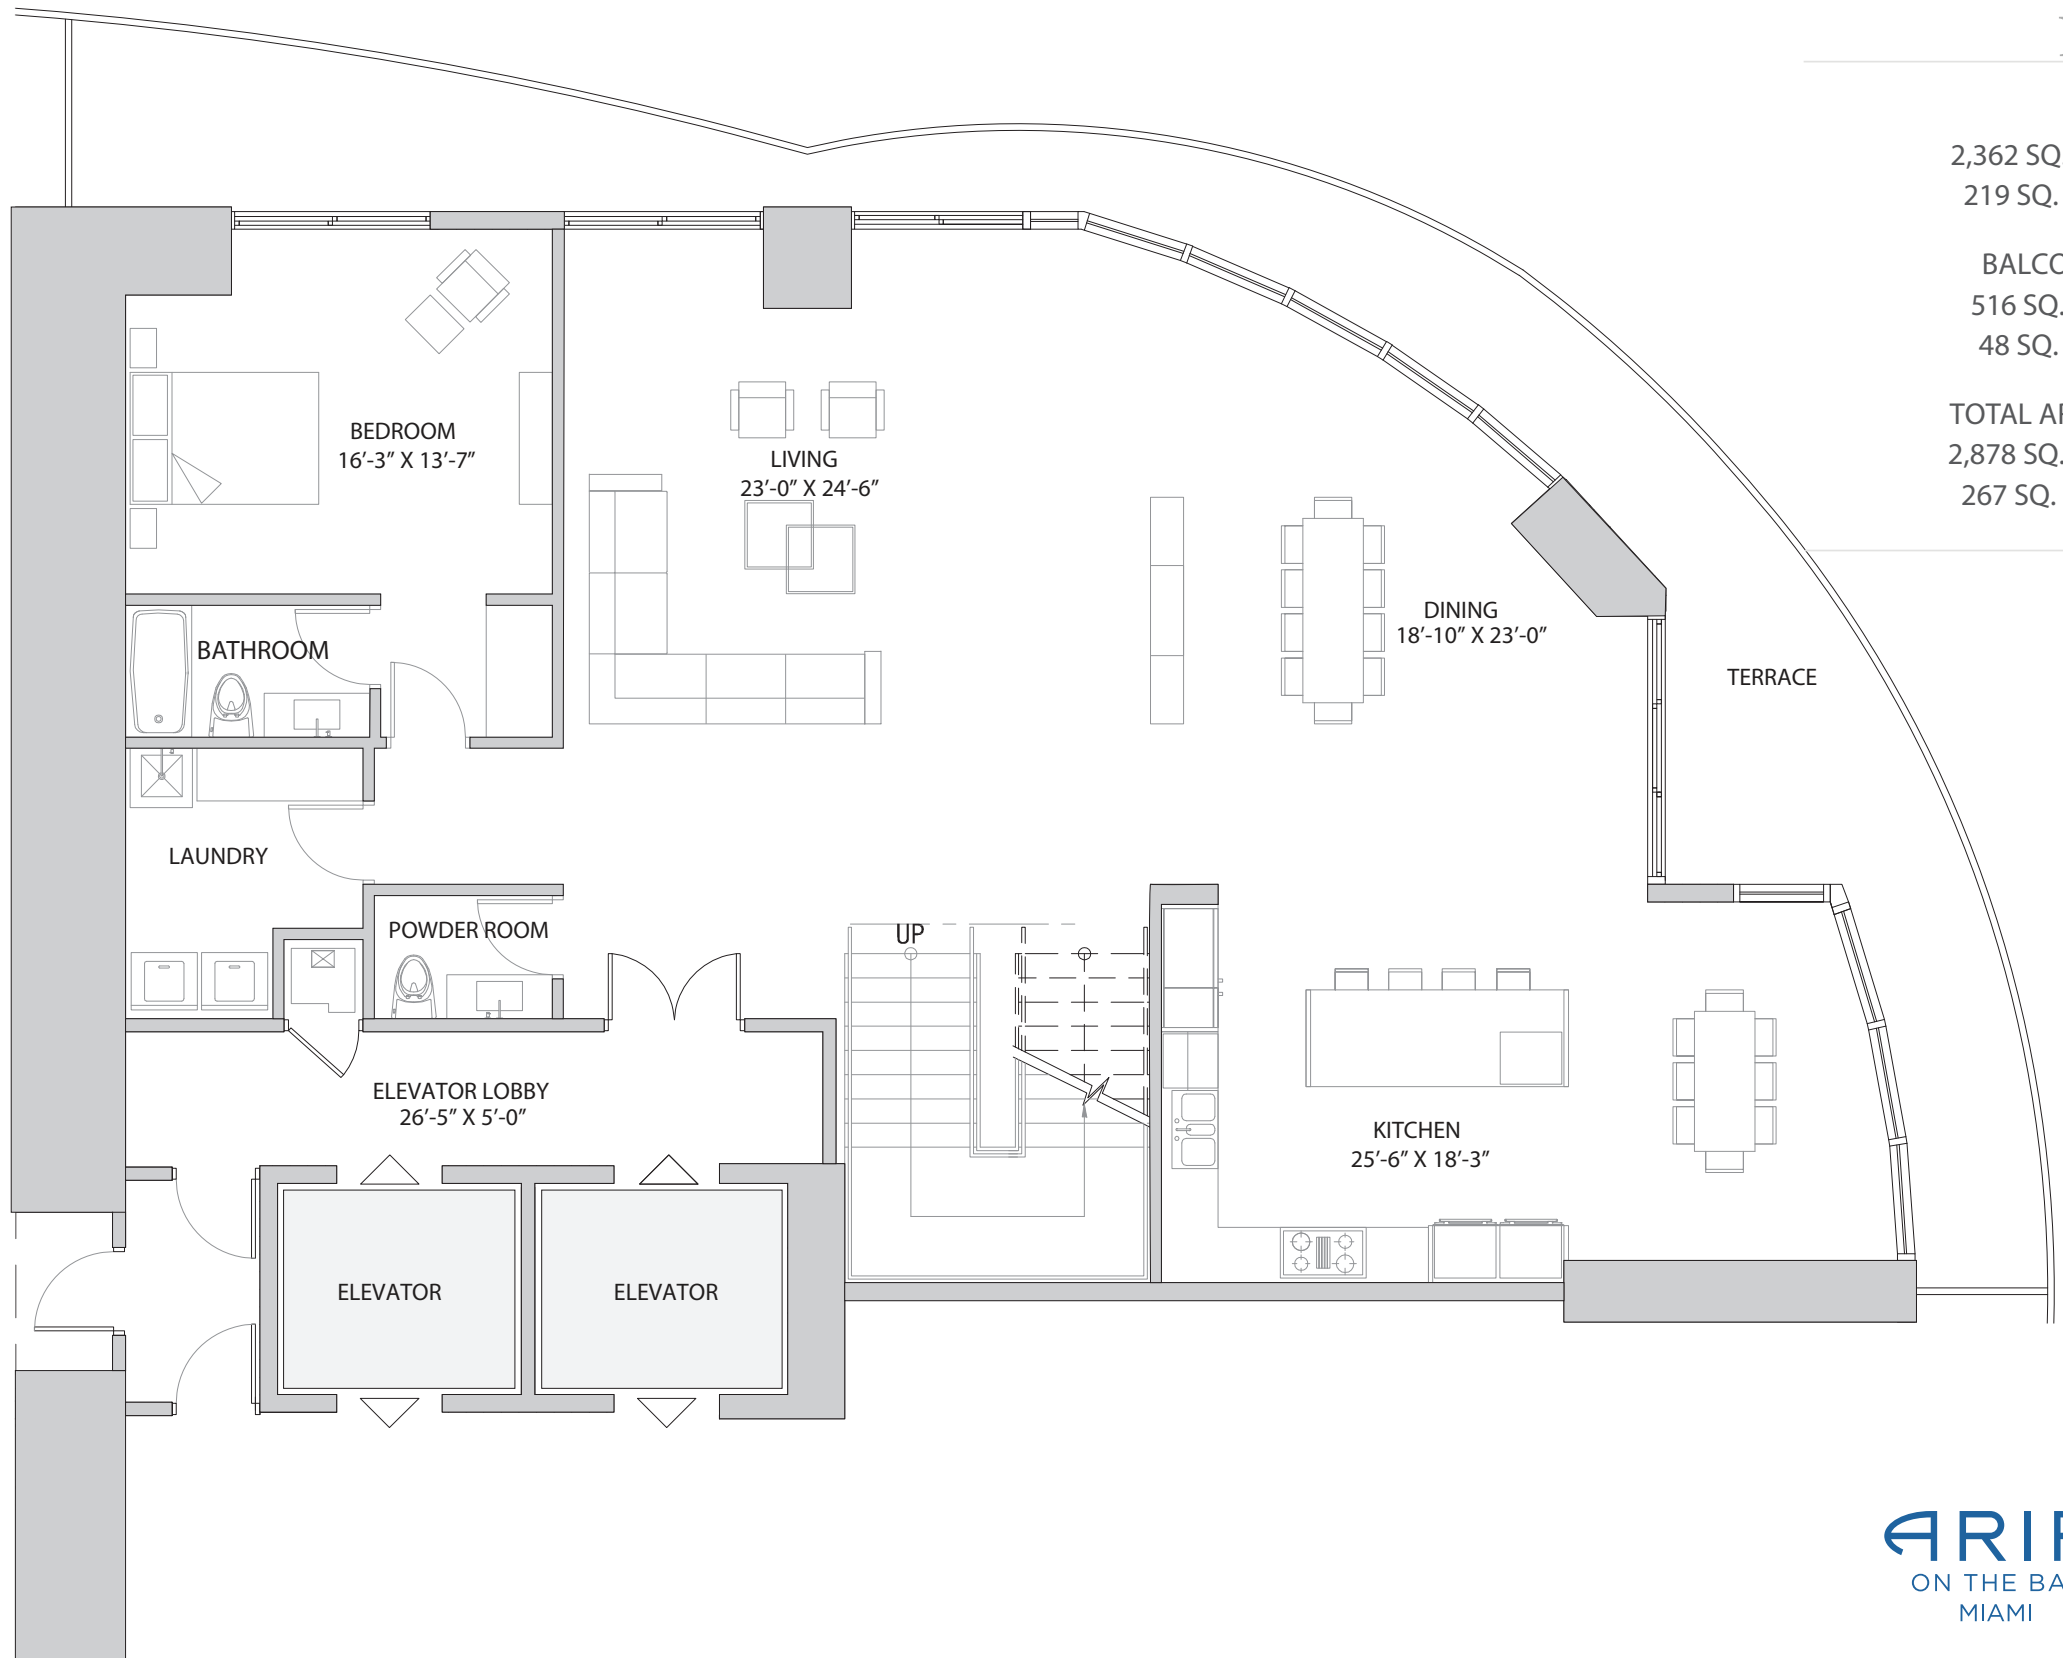 2,362 SQ.
219 SQ.
BALCO
516 SQ.
48 SQ.
TOTAL AR
2,878 SQ.
267 SQ.
BEDROOM
16’-3” X 13’-7”
LIVING
23’-0” X 24’-6”
DINING
18’-10” X 23’-0”
BATHROOM
TERRACE
LAUNDRY
POWDER ROOM
UP
ELEVATOR LOBBY
26’-5” X 5’-0”
KITCHEN
25’-6” X 18’-3”
ELEVATOR
ELEVATOR
ARI
ON THE BA
MIAMI